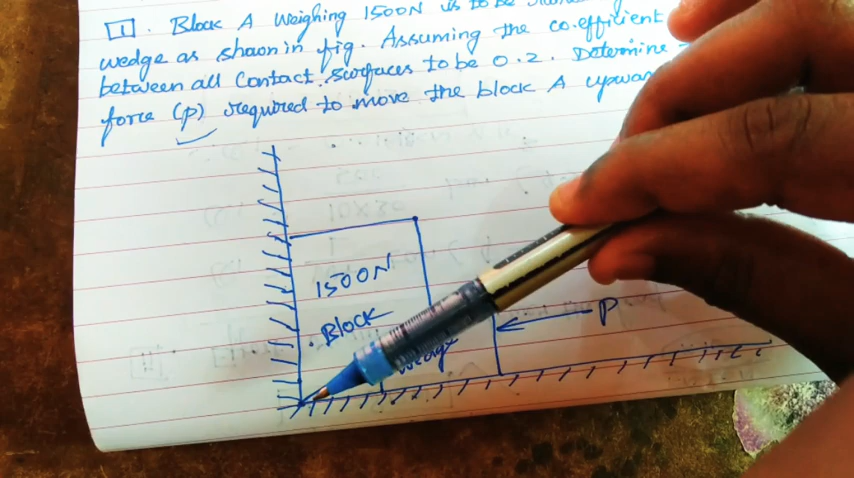 1. Block A Weighing 1500N is to be
wedge as shown in fig. Assuming the co.efficient
between all Contact surfaces to be 0.2. Determine
force (p) required to move the block A
1500N
Block
P